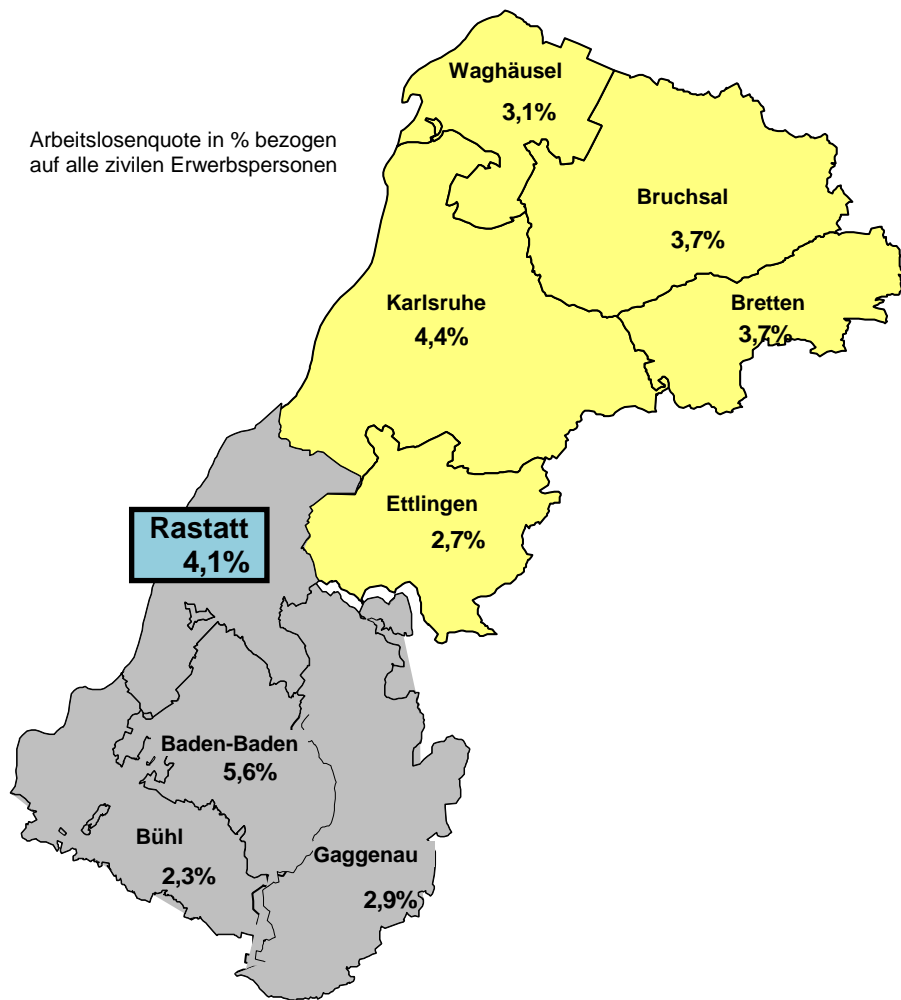 Waghäusel
3,1%
Arbeitslosenquote in % bezogen
auf alle zivilen Erwerbspersonen
Bruchsal
3,7%
Karlsruhe
4,4%
Bretten
3,7%
Ettlingen
2,7%
Rastatt
4,1%
Baden-Baden
5,6%
Bühl
2,3%
Gaggenau
2,9%